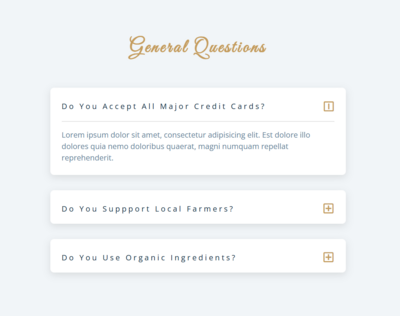 General Questions
Do You Accept All Major Credit Cards?
Lorem ipsum dolor sit amet, consectetur adipisicing elit. Est dolore illo
dolores quia nemo doloribus quaerat, magni numquam repellat
reprehenderit.
Do You Suppport Local Farmers?
Do You Use Organic Ingredients?